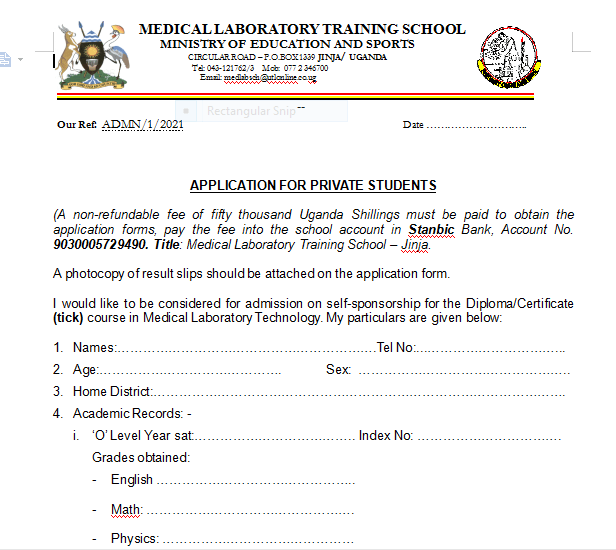 MEDICAL LABORATORY TRAINING SCHOOL
MINISTRY OF EDUCATION AND SPORTS
CIRCULAR ROAD – P.O.BOX1339 JINJA/ UGANDA
Tel: 043-121762/3 Mob: 077 2 346700
Email: medlabsch@utlonline.co.ug
Rectangular Snip
Our Ref: ADMN/1/2021 Date ..............................
APPLICATION FOR PRIVATE STUDENTS
(A non-refundable fee of fifty thousand Uganda Shillings must be paid to obtain the
application forms, pay the fee into the school account in Stanbic Bank, Account No.
9030005729490. Title: Medical Laboratory Training School – Jinja.
A photocopy of result slips should be attached on the application form.
I would like to be considered for admission on self-sponsorship for the Diploma/Certificate
(tick) course in Medical Laboratory Technology. My particulars are given below:
1. Names:..................................................................Tel No:......................................
2. Age:............................................... Sex: ......................................................
3. Home District:.........................................................................................................
4. Academic Records: -
i. ‘O’ Level Year sat:......................................... Index No: .....................................
Grades obtained:
- English ...................................................
- Math: .....................................................
- Physics: .................................................